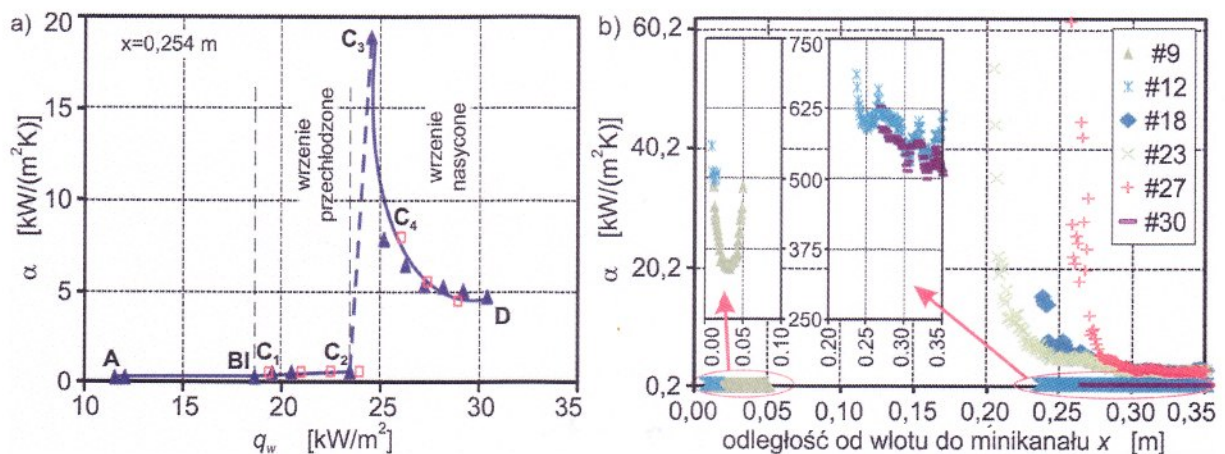 a)
x=0,254 m
20
15
10
5
0
α [kW/(m²K)]
A
BI
C₁
C₂
C₃
C₄
D
wrzenie
przechłodzone
wrzenie
nasycone
10 15 20 25 30 35
q_w [kW/m²]
b)
60,2
40,2
20,2
0,2
α [kW/(m²K)]
750
625
500
375
250
0.00
0.10
0.20
0.25
0.30
0.35
#9
#12
#18
#23
#27
#30
0,00 0,05 0,10 0,15 0,20 0,25 0,30 0,35
odległość od wlotu do minikanału x [m]